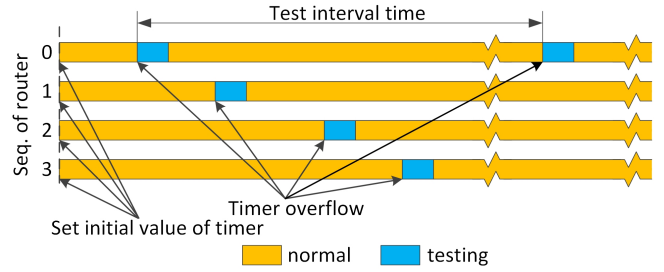 Test interval time
Seq. of router
0
1
2
3
Timer overflow
Set initial value of timer
normal
testing